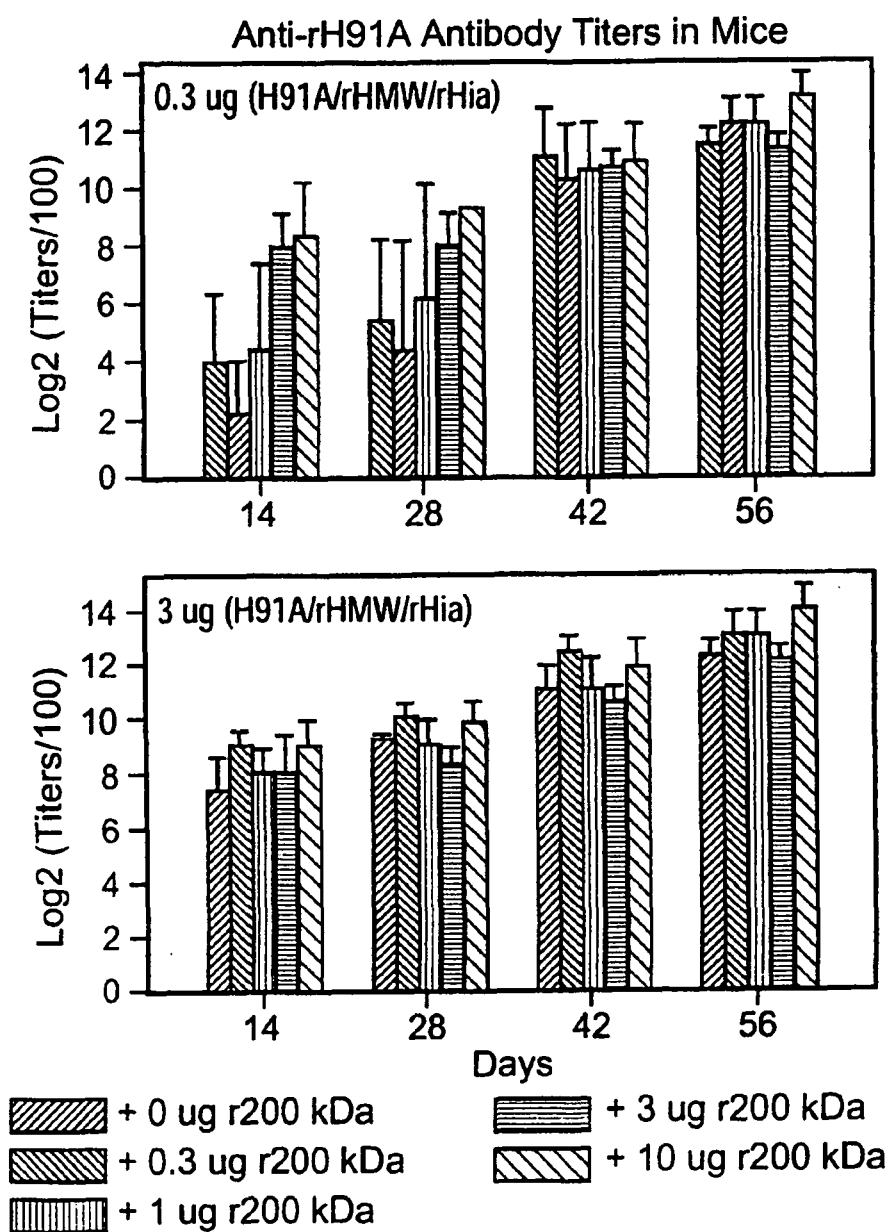 Anti-rH91A Antibody Titers in Mice
0.3 ug (H91A/rHMW/rHia)
Log2 (Titers/100)
14
12
10
8
6
4
2
0
14 28 42 56
3 ug (H91A/rHMW/rHia)
Log2 (Titers/100)
14
12
10
8
6
4
2
0
14 28 42 56
Days
+ 0 ug r200 kDa
+ 0.3 ug r200 kDa
+ 1 ug r200 kDa
+ 3 ug r200 kDa
+ 10 ug r200 kDa